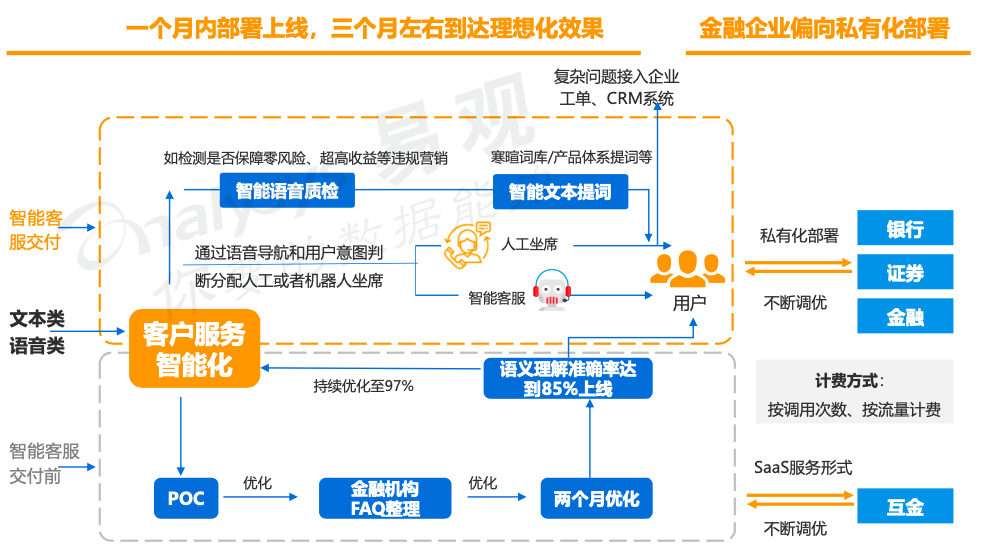 一个月内部署上线，三个月左右到达理想化效果
金融企业偏向私有化部署
复杂问题接入企业
工单、CRM系统
如检测是否保障零风险、超高收益等违规营销
寒暄词库/产品体系提词等
智能语音质检
智能文本提词
智能客
服交付
通过语音导航和用户意图判
断分配人工或者机器人坐席
人工坐席
智能客服
用户
私有化部署
不断调优
银行
证券
金融
文本类
语音类
客户服务
智能化
持续优化至97%
语义理解准确率达
到85%上线
计费方式：
按调用次数、按流量计费
智能客服
交付前
POC
优化
金融机构
FAQ整理
优化
两个月优化
SaaS服务形式
不断调优
互金
易观
你要的数据能力